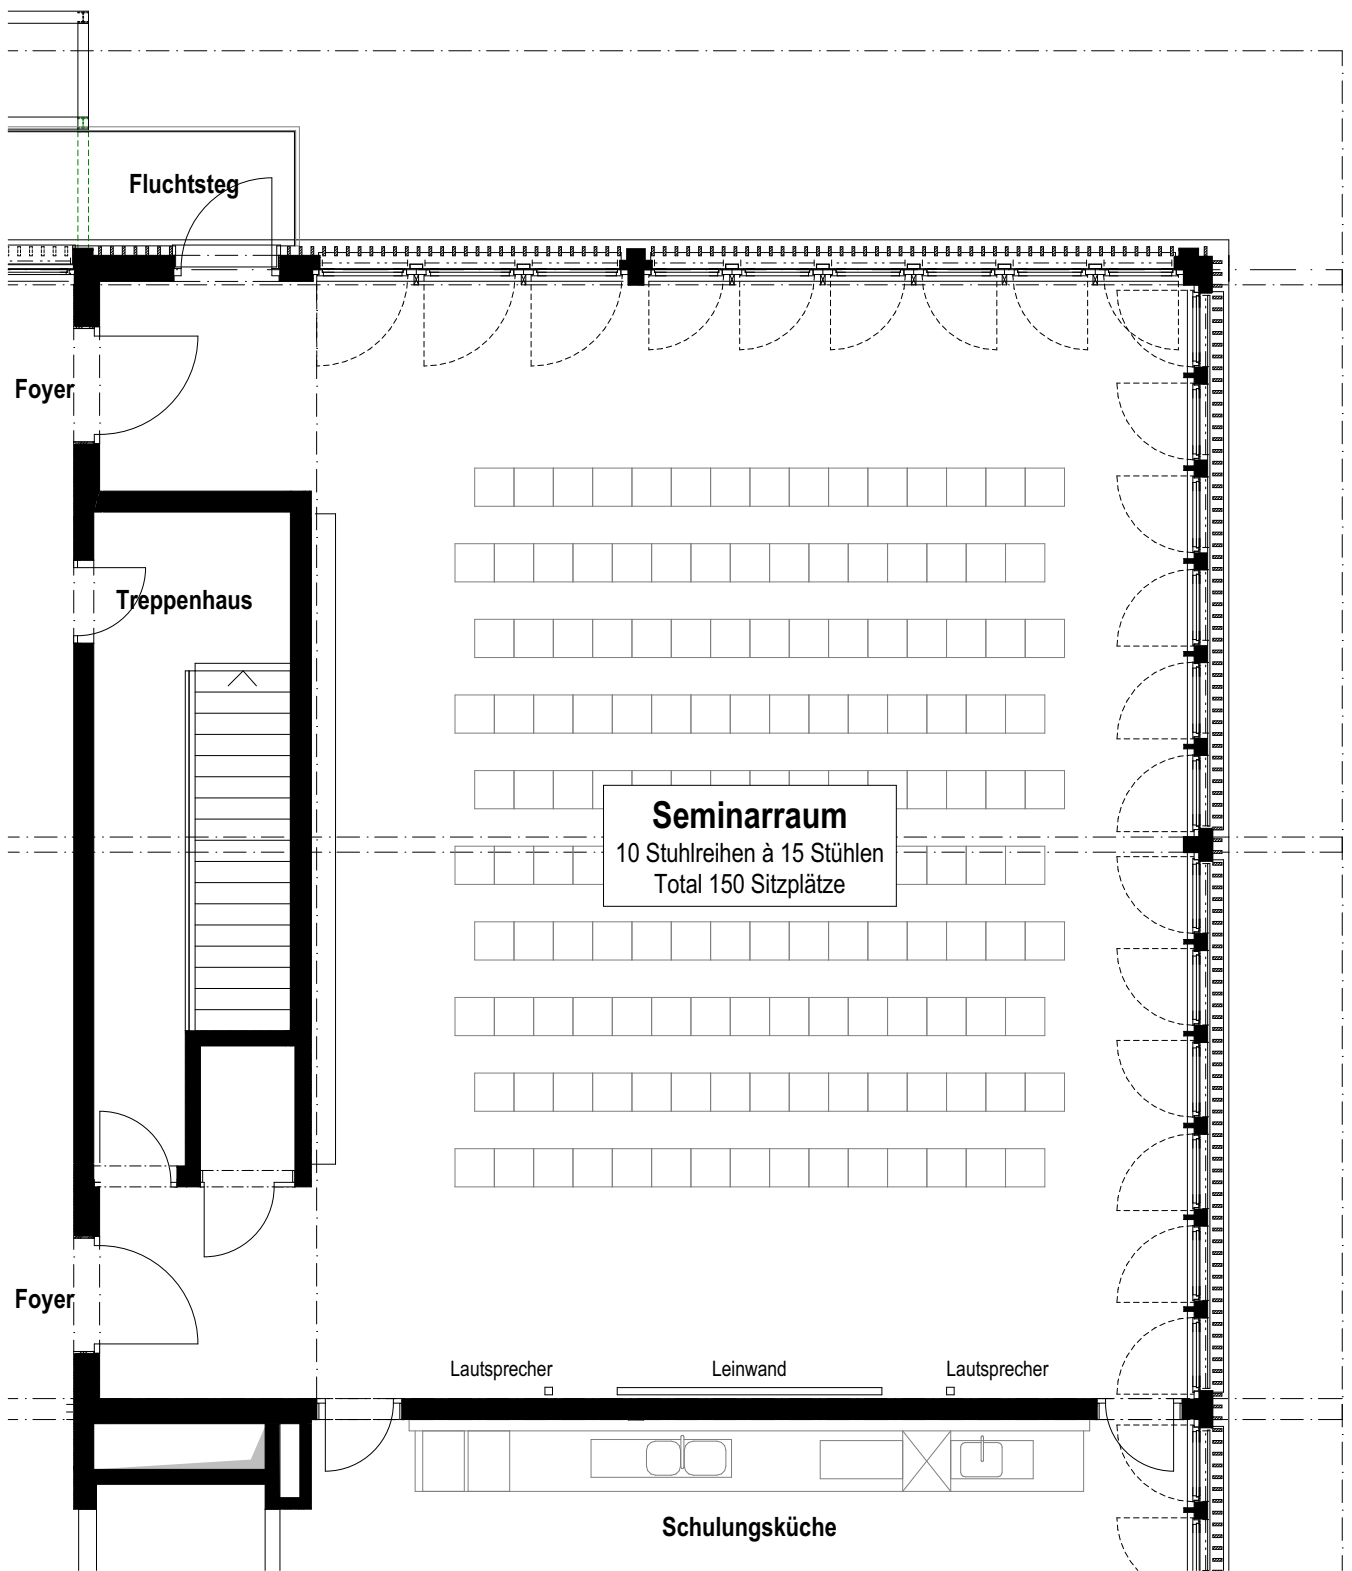 Fluchtsteg
Foyer
Treppenhaus
Seminarraum
10 Stuhlreihen à 15 Stühlen
Total 150 Sitzplätze
Foyer
Lautsprecher
Leinwand
Lautsprecher
Schulungsküche